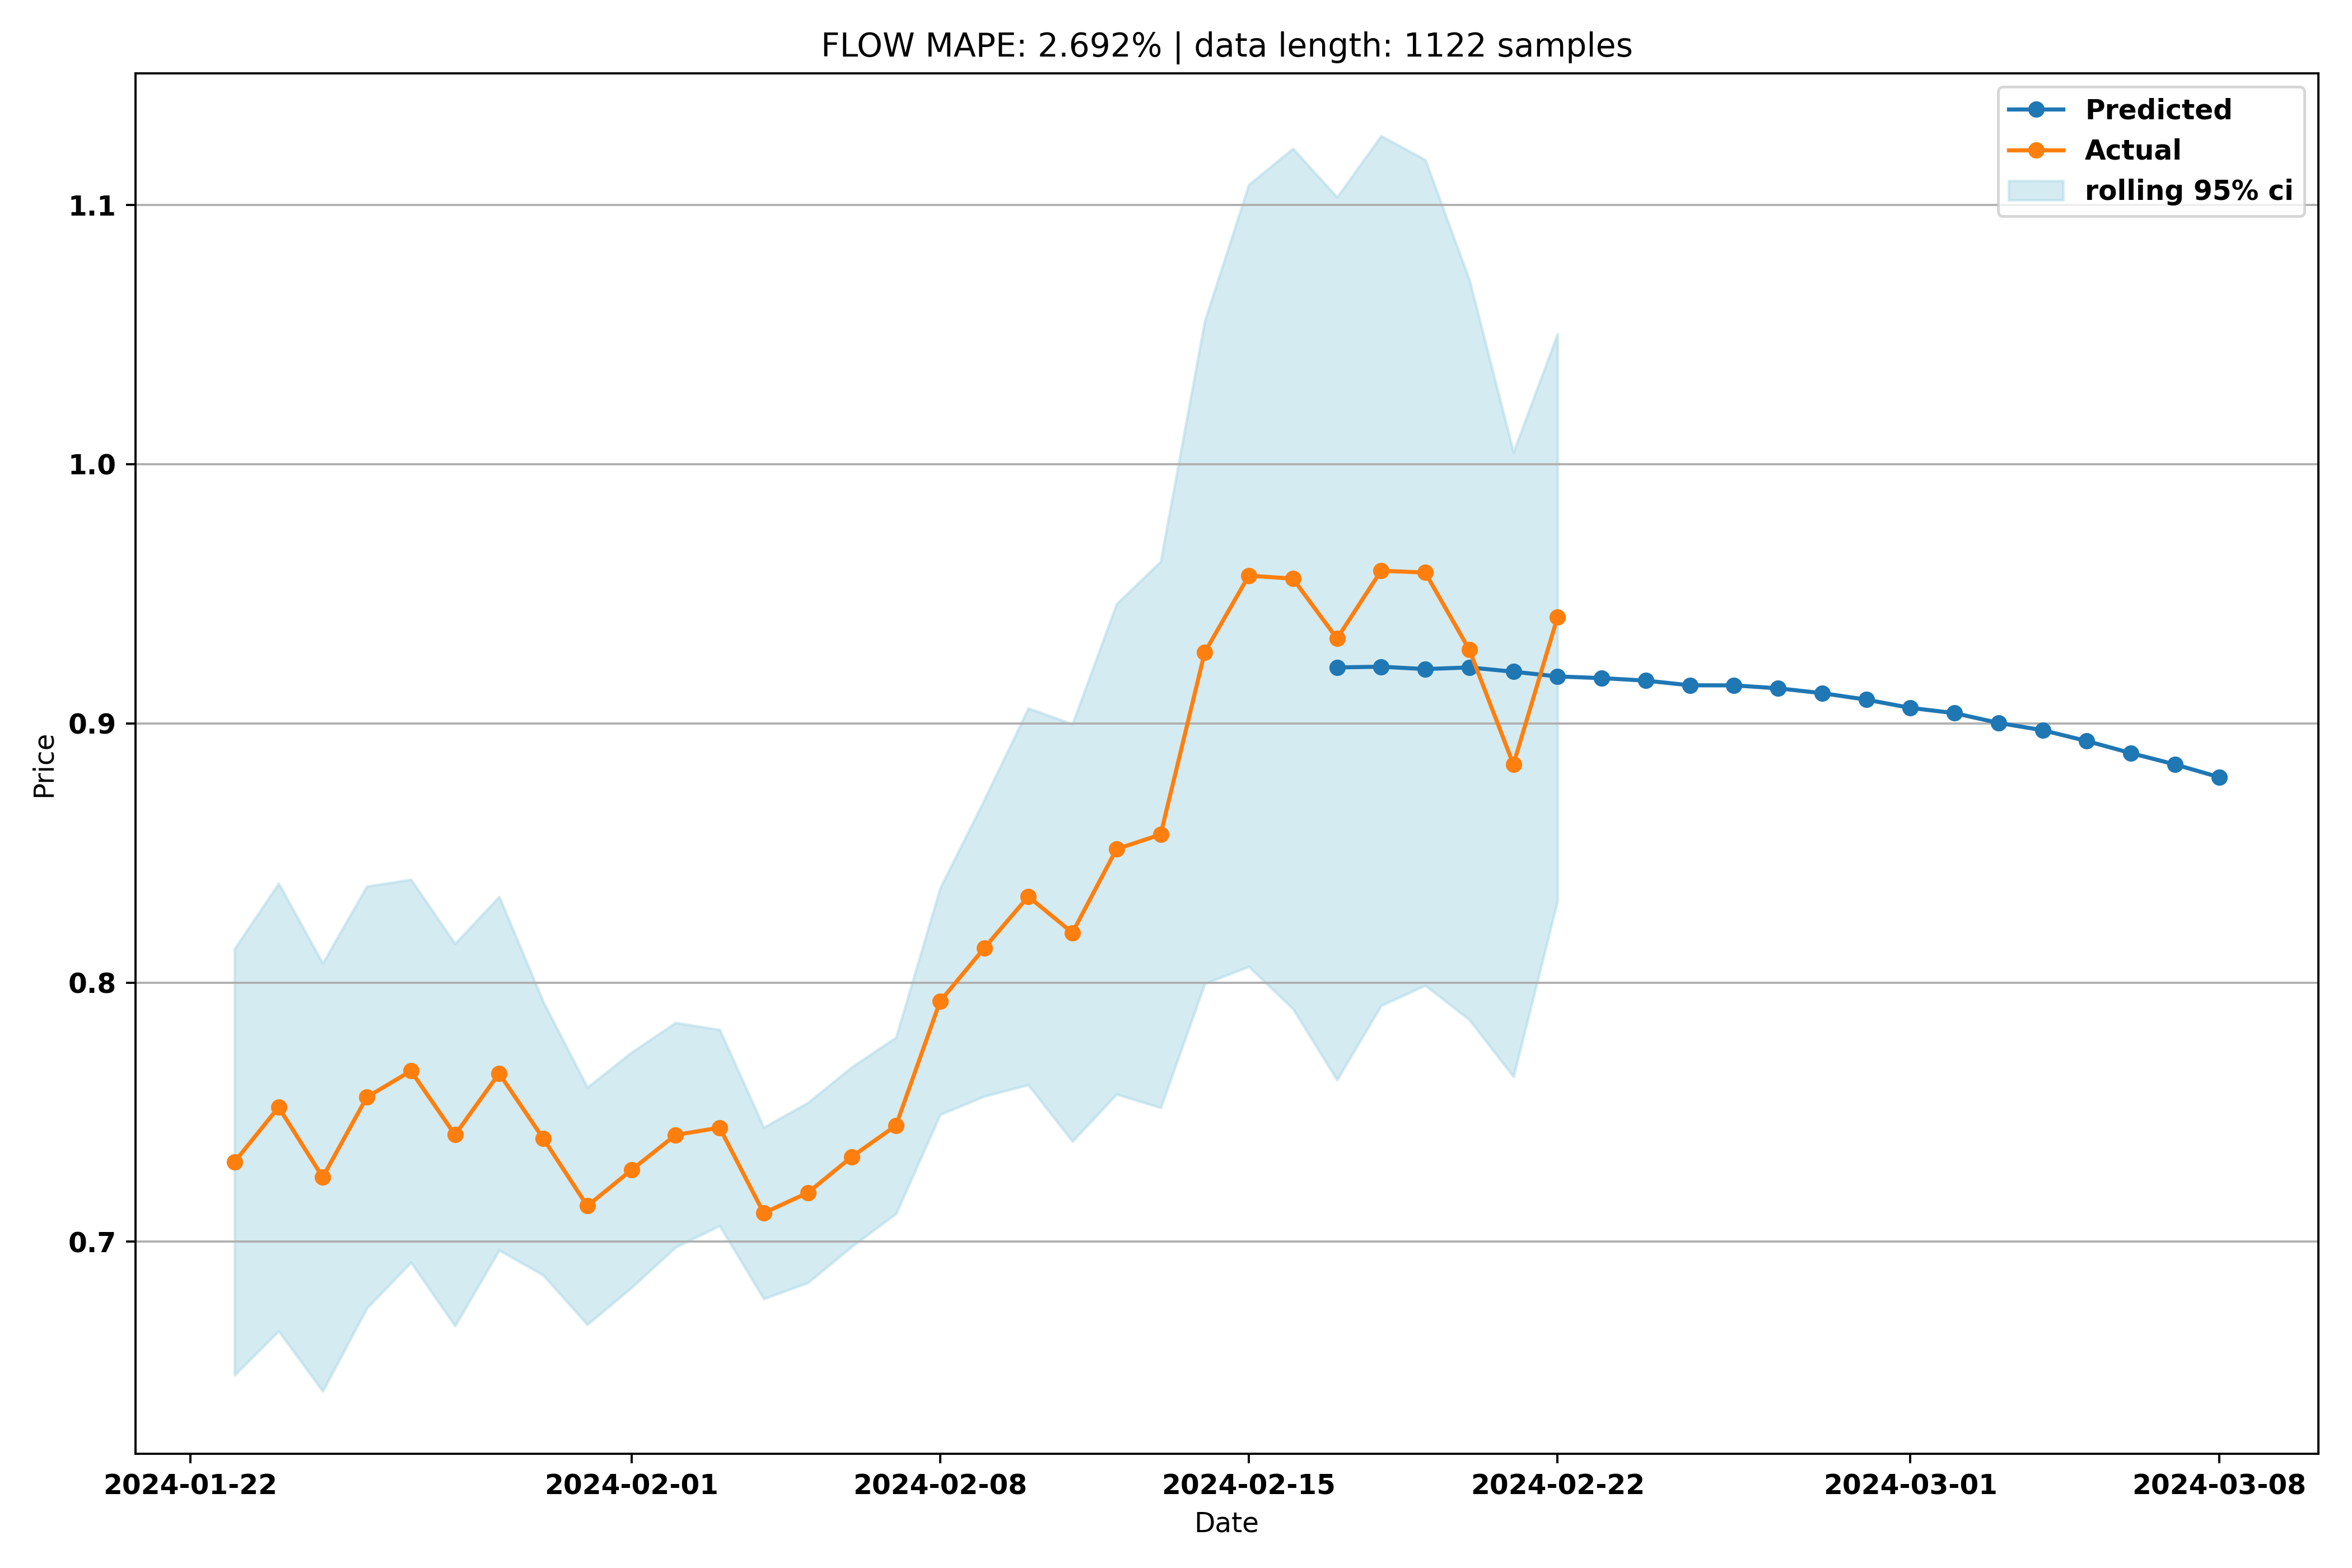 FLOW MAPE: 2.692% | data length: 1122 samples
Predicted
Actual
rolling 95% ci
1.1
1.0
0.9
0.8
0.7
Price
2024-01-22
2024-02-01
2024-02-08
2024-02-15
2024-02-22
2024-03-01
2024-03-08
Date